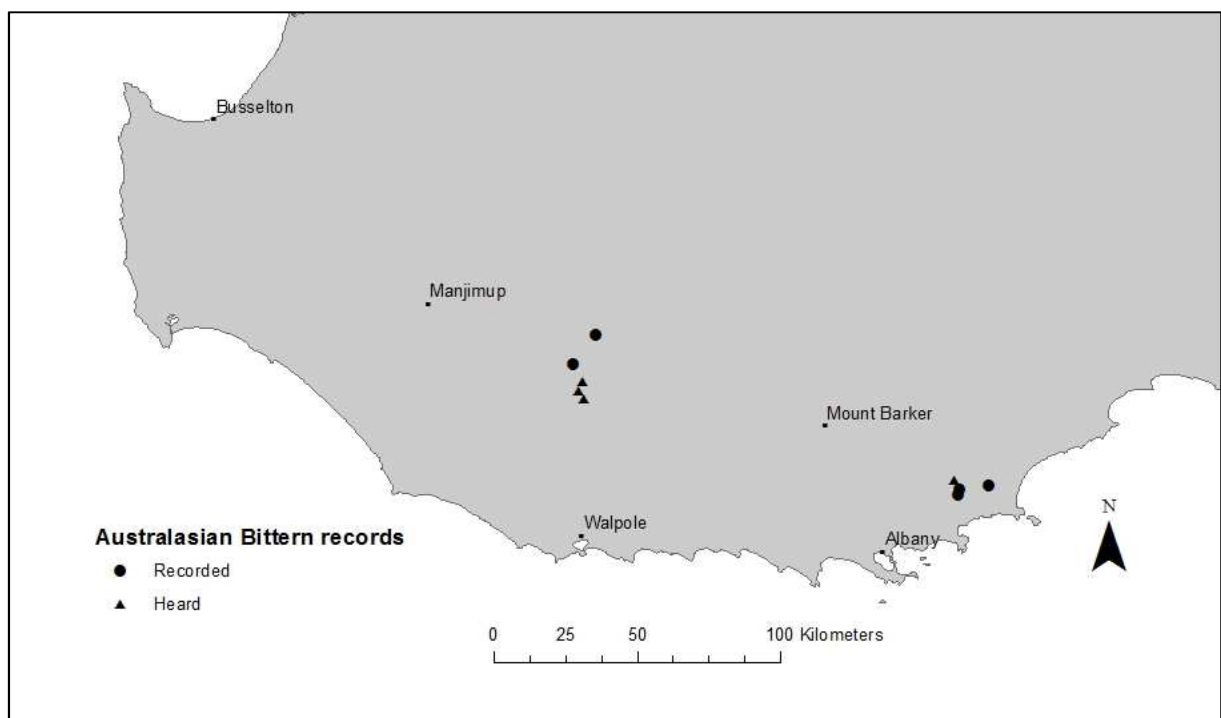 Busselton
Manjimup
Mount Barker
Walpole
Albany
N
Australasian Bittern records
Recorded
Heard
0 25 50 100 Kilometers